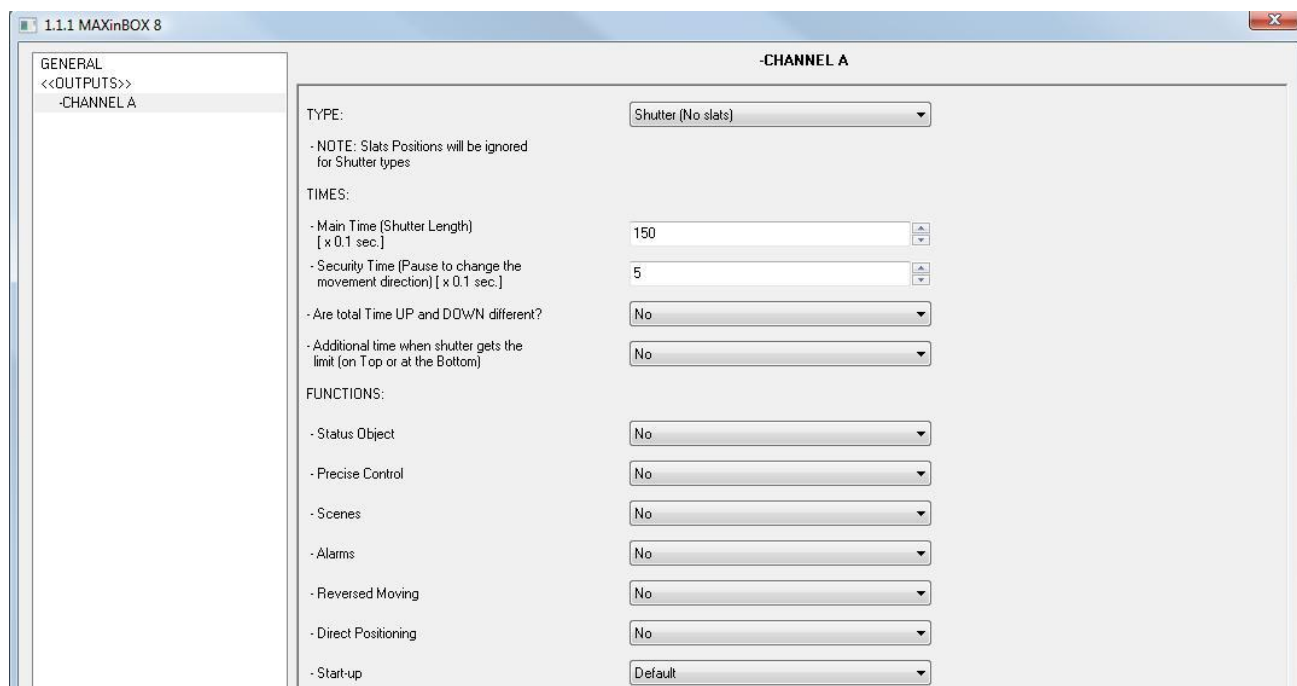 1.1.1 MAXinBOX 8
GENERAL
<<OUTPUTS>>
-CHANNEL A
-CHANNEL A
TYPE:
Shutter (No slats)
- NOTE: Slats Positions will be ignored
for Shutter types
TIMES:
- Main Time (Shutter Length)
[ x 0.1 sec.]
150
- Security Time (Pause to change the
movement direction) [ x 0.1 sec.]
5
- Are total Time UP and DOWN different?
No
- Additional time when shutter gets the
limit (on Top or at the Bottom)
No
FUNCTIONS:
- Status Object
No
- Precise Control
No
- Scenes
No
- Alarms
No
- Reversed Moving
No
- Direct Positioning
No
- Start-up
Default